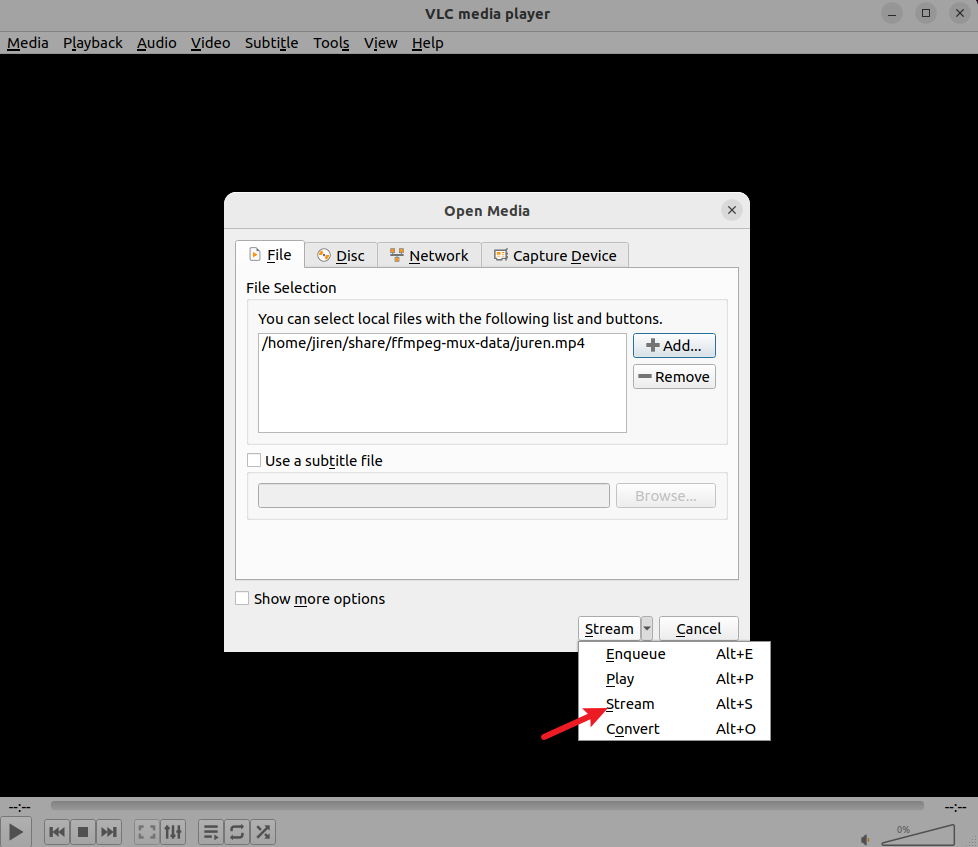 VLC media player
Media Playback Audio Video Subtitle Tools View Help
Open Media
File Disc Network Capture Device
File Selection
You can select local files with the following list and buttons.
/home/jiren/share/ffmpeg-mux-data/juren.mp4
Add...
Remove
Use a subtitle file
Browse...
Show more options
Stream Cancel
Enqueue Alt+E
Play Alt+P
Stream Alt+S
Convert Alt+O
--:-- --:--
0%